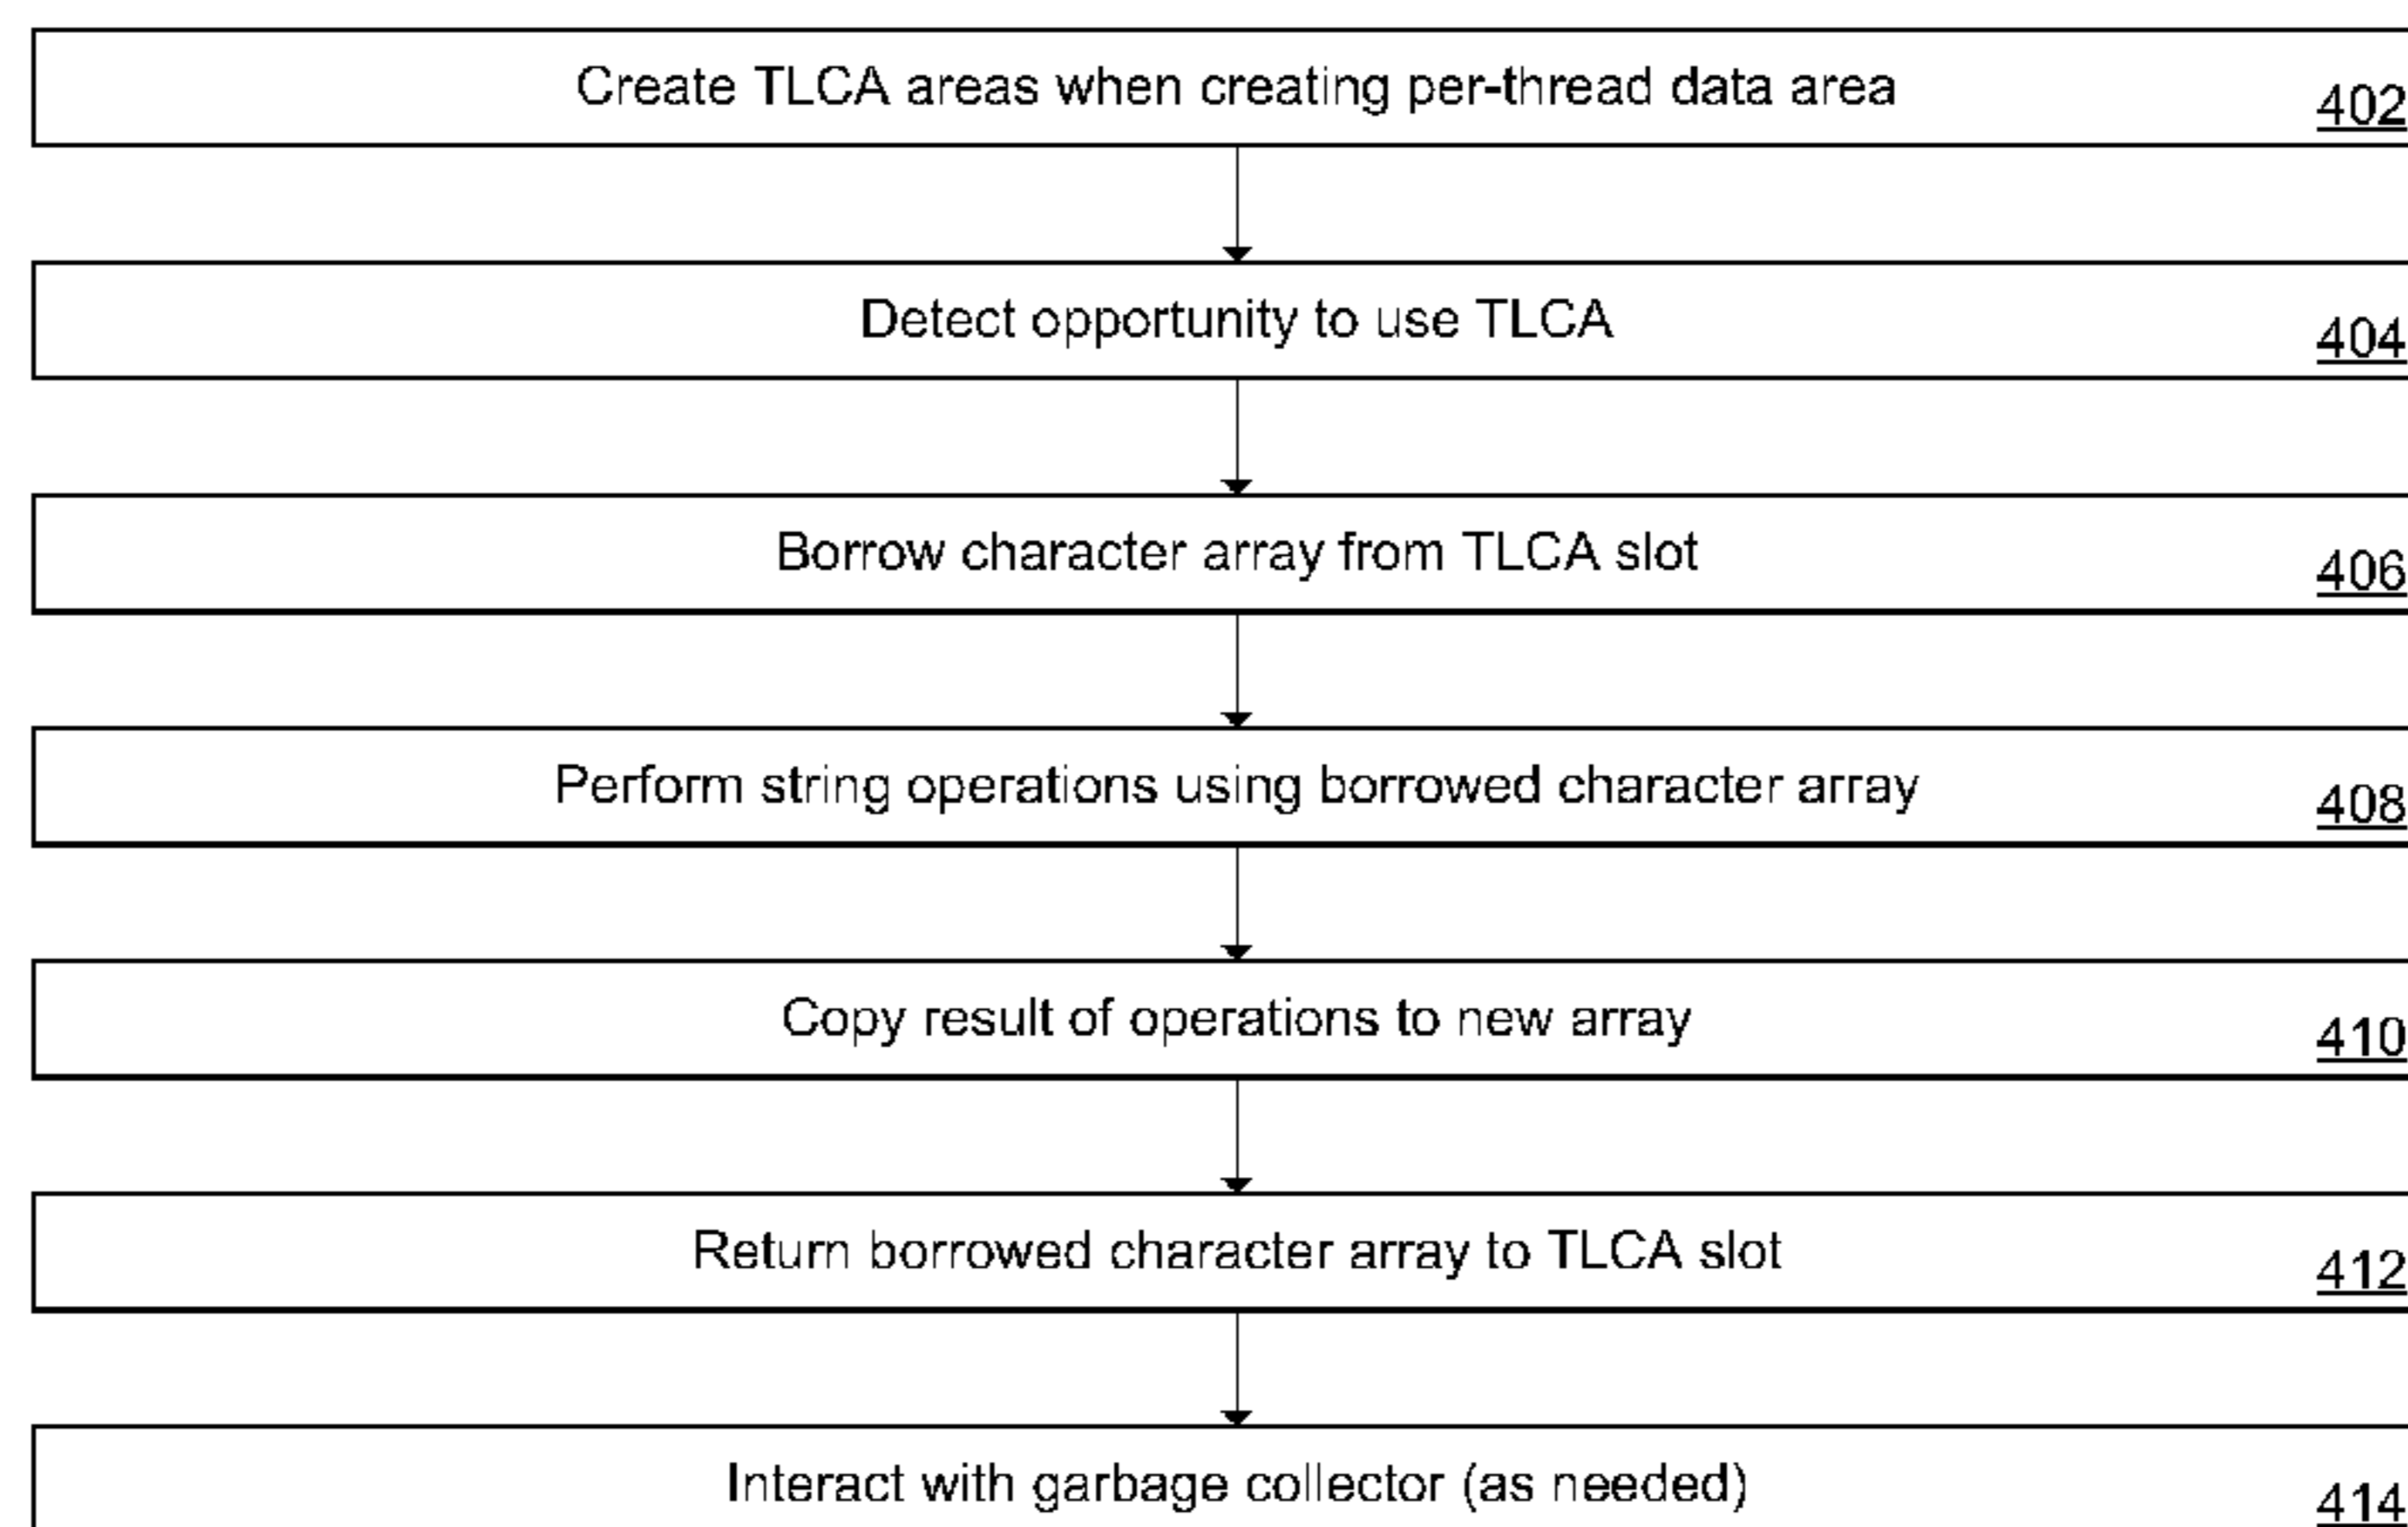 Create TLCA areas when creating per-thread data area
402
Detect opportunity to use TLCA
404
Borrow character array from TLCA slot
406
Perform string operations using borrowed character array
408
Copy result of operations to new array
410
Return borrowed character array to TLCA slot
412
Interact with garbage collector (as needed)
414